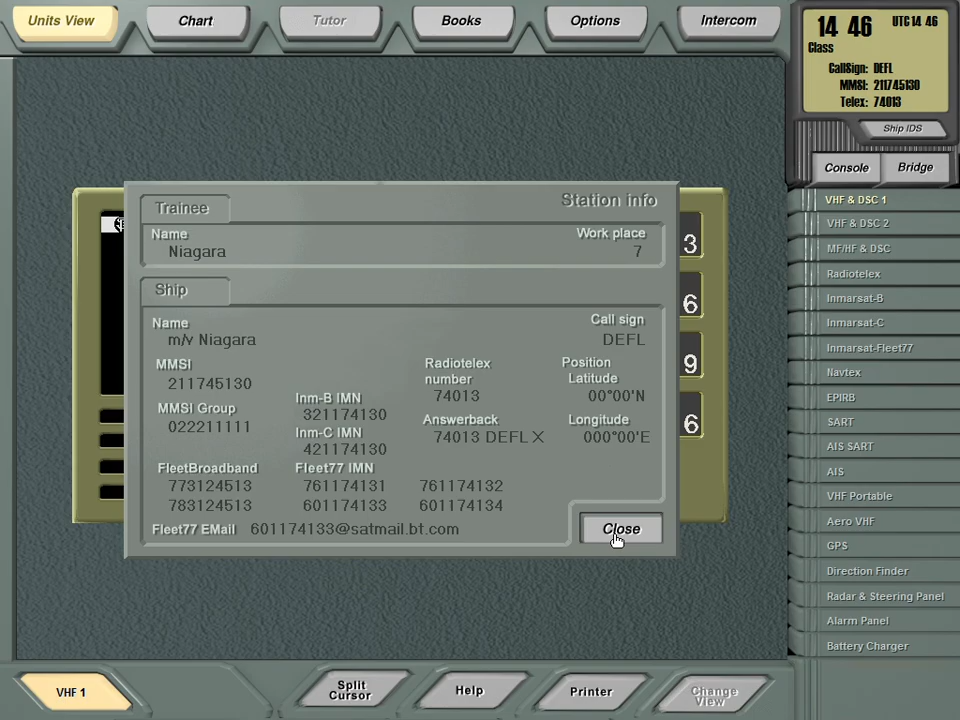 Units View
Chart
Tutor
Books
Options
Intercom
14 46 UTC 14 46
Class
CallSign: DEFL
MMSI: 211745130
Telex: 74013
Ship IDS
Console
Bridge
VHF & DSC 1
VHF & DSC 2
MF/HF & DSC
Radiotelex
Inmarsat-B
Inmarsat-C
Inmarsat-Fleet77
Navtex
EPIRB
SART
AIS SART
AIS
VHF Portable
Aero VHF
GPS
Direction Finder
Radar & Steering Panel
Alarm Panel
Battery Charger
Station info
Trainee
Name
Niagara
Work place
7
Ship
Name
m/v Niagara
Call sign
DEFL
MMSI
211745130
MMSI Group
022211111
Inm-B IMN
321174130
Inm-C IMN
421174130
Radiotelex
number
74013
Answerback
74013 DEFL X
Position
Latitude
00°00'N
Longitude
000°00'E
FleetBroadband
773124513
783124513
Fleet77 IMN
761174131 761174132
601174133 601174134
Fleet77 EMail 601174133@satmail.bt.com
Close
3
6
9
6
VHF 1
Split
Cursor
Help
Printer
Change
View